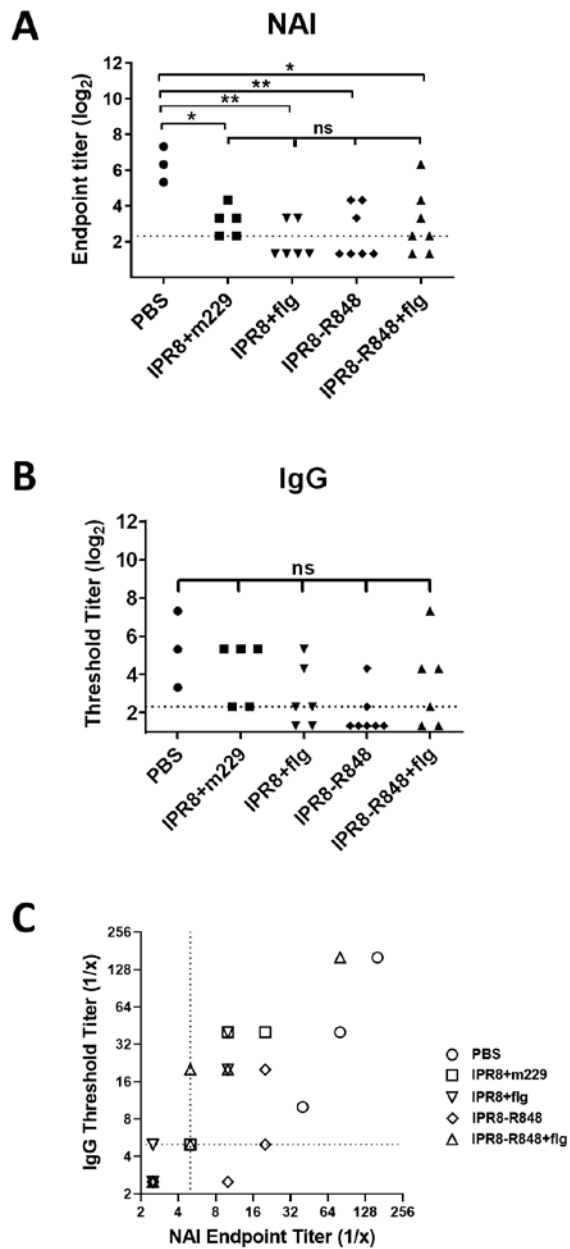 A
NAI
Endpoint titer (log2)
12
10
8
6
4
2
*
**
**
*
ns
PBS
IPR8+m229
IPR8+flg
IPR8-R848
IPR8-R848+flg
B
IgG
Threshold Titer (log2)
12
10
8
6
4
2
ns
PBS
IPR8+m229
IPR8+flg
IPR8-R848
IPR8-R848+flg
C
IgG Threshold Titer (1/x)
256
128
64
32
16
8
4
2
2
4
8
16
32
64
128
256
NAI Endpoint Titer (1/x)
PBS
IPR8+m229
IPR8+flg
IPR8-R848
IPR8-R848+flg